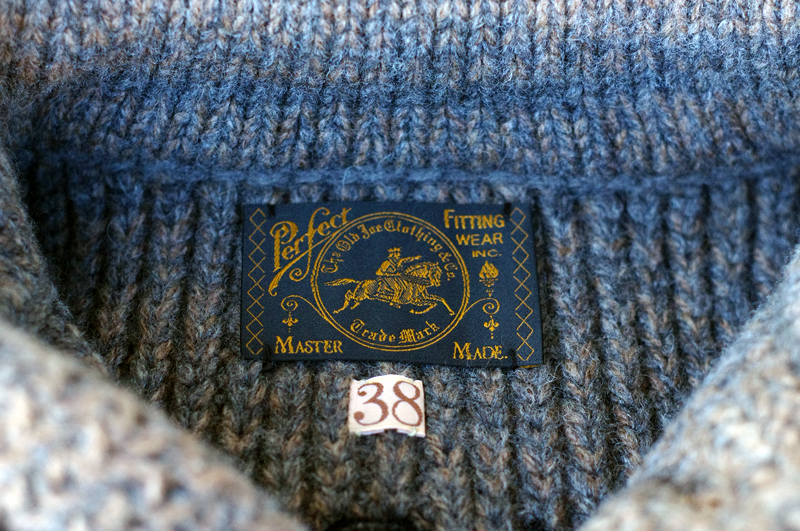 Perfect
FITTING
WEAR
INC.
The Old Joe Clothing & Co.
Trade Mark
MASTER MADE.
38